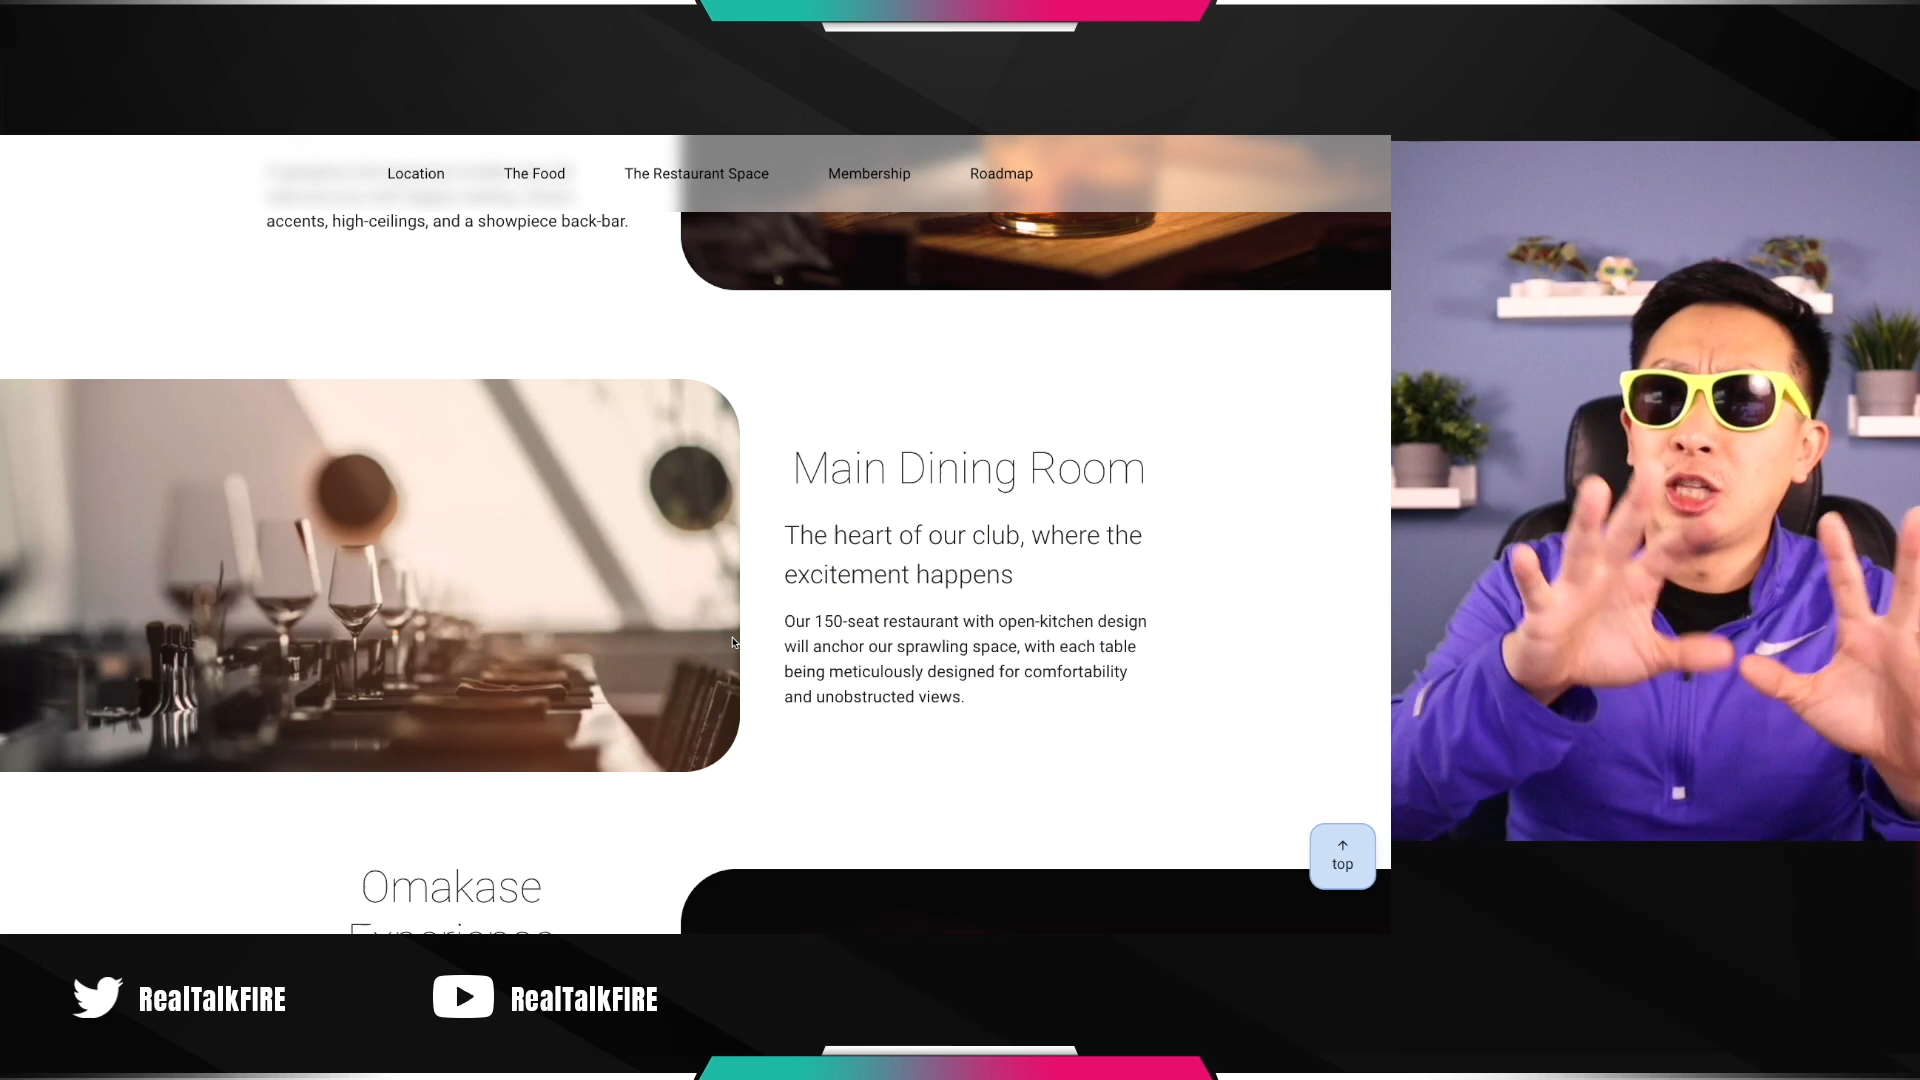 Location
The Food
The Restaurant Space
Membership
Roadmap
accents, high-ceilings, and a showpiece back-bar.
Main Dining Room
The heart of our club, where the
excitement happens
Our 150-seat restaurant with open-kitchen design
will anchor our sprawling space, with each table
being meticulously designed for comfortability
and unobstructed views.
top
Omakase
Experience
RealTalkFIRE
RealTalkFIRE